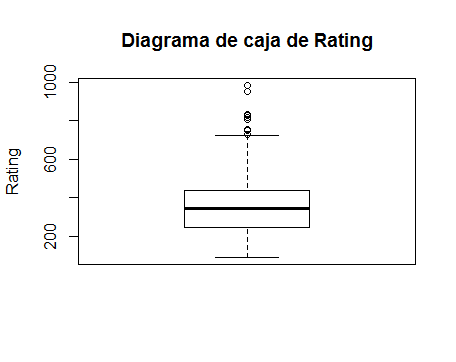 Diagrama de caja de Rating
1000
600
200
Rating